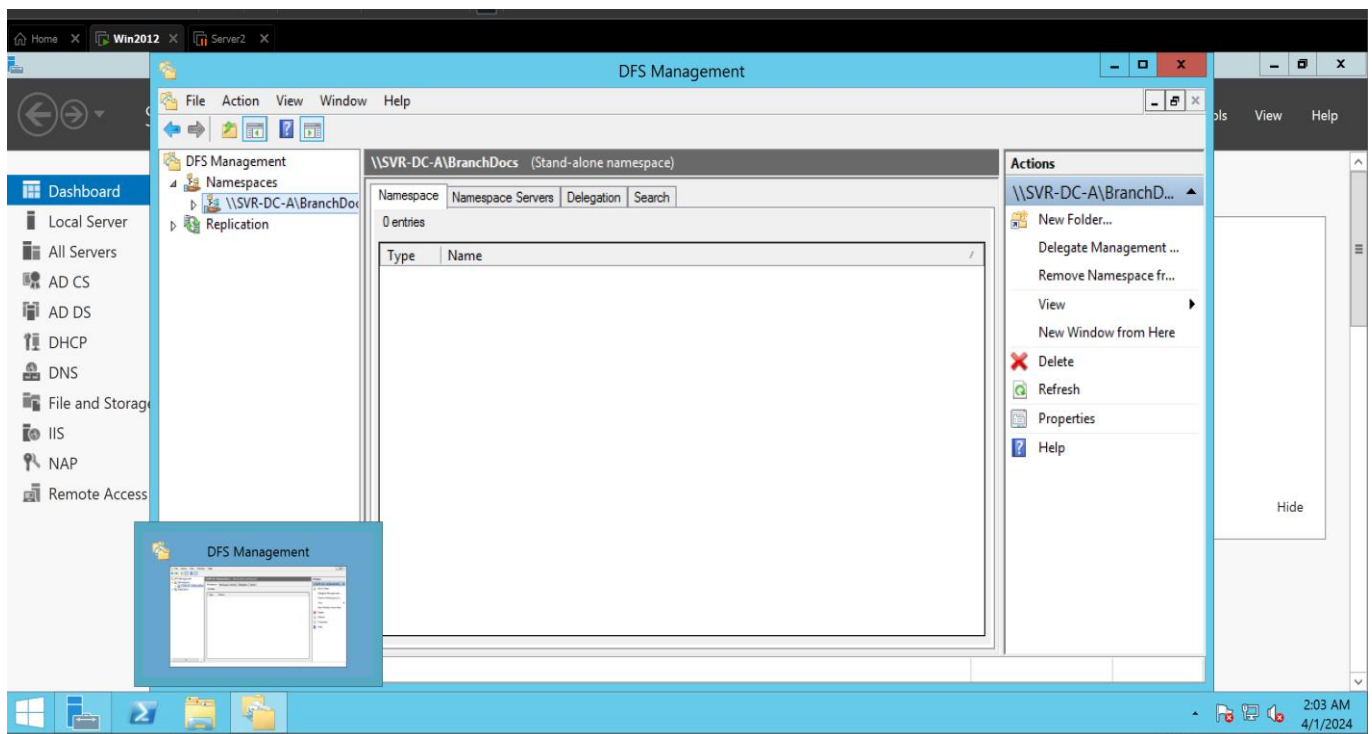 Home X Win2012 X Server2 X
DFS Management
File Action View Window Help
ols View Help
DFS Management
Namespaces
\\SVR-DC-A\BranchDoc
Replication
\\SVR-DC-A\BranchDocs (Stand-alone namespace)
Namespace Namespace Servers Delegation Search
0 entries
Type Name
Actions
\\SVR-DC-A\BranchD...
New Folder...
Delegate Management ...
Remove Namespace fr...
View
New Window from Here
Delete
Refresh
Properties
Help
Dashboard
Local Server
All Servers
AD CS
AD DS
DHCP
DNS
File and Storage
IIS
NAP
Remote Access
Hide
DFS Management
2:03 AM
4/1/2024